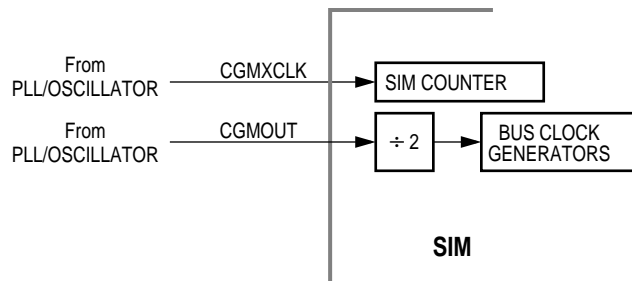 From
PLL/OSCILLATOR
CGMXCLK
SIM COUNTER
From
PLL/OSCILLATOR
CGMOUT
÷ 2
BUS CLOCK
GENERATORS
SIM